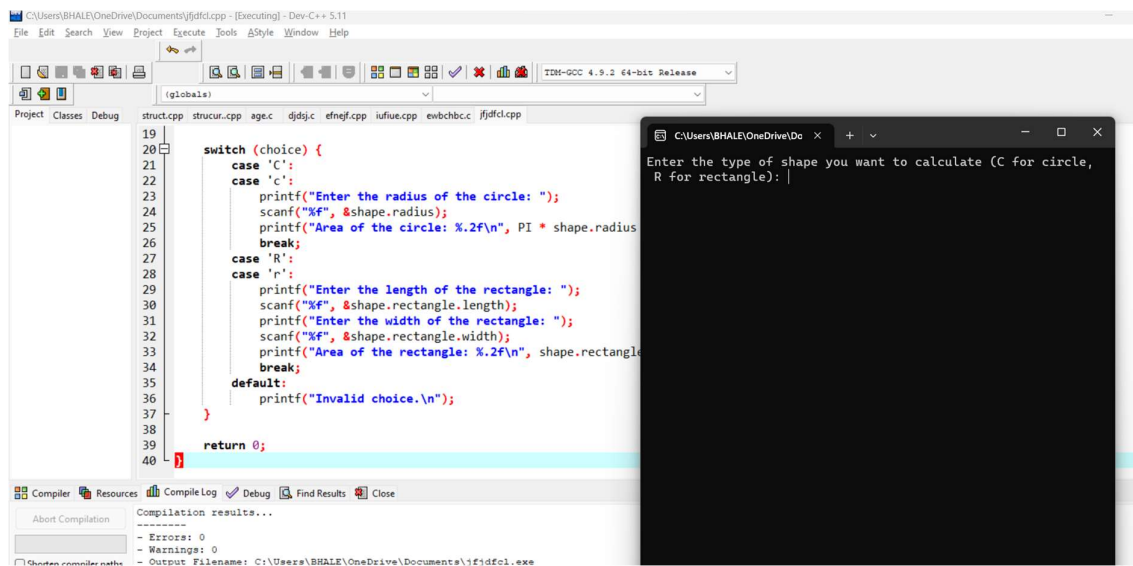 C:\Users\BHALE\OneDrive\Documents\jfjdfcl.cpp - [Executing] - Dev-C++ 5.11
File Edit Search View Project Execute Tools AStyle Window Help
TDM-GCC 4.9.2 64-bit Release
(globals)
Project Classes Debug
struct.cpp strucur..cpp age.c djdsj.c efnejf.cpp iufiue.cpp ewbchbc.c jfjdfcl.cpp
19
20 switch (choice) {
21 case 'C':
22 case 'c':
23 printf("Enter the radius of the circle: ");
24 scanf("%f", &shape.radius);
25 printf("Area of the circle: %.2f\n", PI * shape.radius
26 break;
27 case 'R':
28 case 'r':
29 printf("Enter the length of the rectangle: ");
30 scanf("%f", &shape.rectangle.length);
31 printf("Enter the width of the rectangle: ");
32 scanf("%f", &shape.rectangle.width);
33 printf("Area of the rectangle: %.2f\n", shape.rectangle
34 break;
35 default:
36 printf("Invalid choice.\n");
37 }
38
39 return 0;
40 }
C:\Users\BHALE\OneDrive\Do
Enter the type of shape you want to calculate (C for circle,
R for rectangle):
Compiler Resources Compile Log Debug Find Results Close
Abort Compilation
Shorten compiler paths
Compilation results...
--------
- Errors: 0
- Warnings: 0
- Output Filename: C:\Users\BHALE\OneDrive\Documents\jfjdfcl.exe